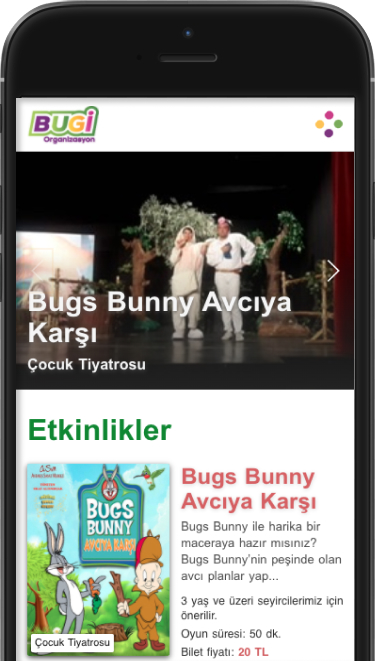 BUGi
Organizasyon
Bugs Bunny Avcıya
Karşı
Çocuk Tiyatrosu
Etkinlikler
BUGS
BUNNY
AVCIYA KARŞI
Çocuk Tiyatrosu
Bugs Bunny
Avcıya Karşı
Bugs Bunny ile harika bir
maceraya hazır mısınız?
Bugs Bunny'nin peşinde olan
avcı planlar yap...
3 yaş ve üzeri seyircilerimiz için
önerilir.
Oyun süresi: 50 dk.
Bilet fiyatı: 20 TL